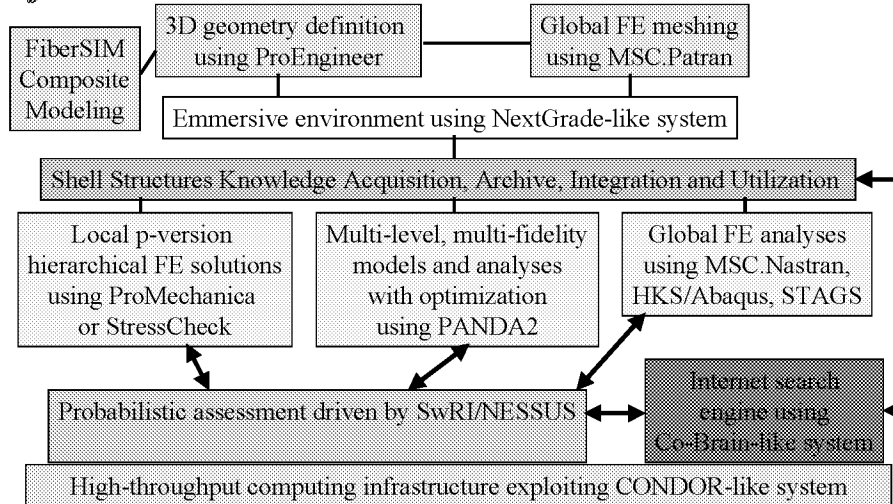 FiberSIM
Composite
Modeling
3D geometry definition
using ProEngineer
Global FE meshing
using MSC.Patran
Emmersive environment using NextGrade-like system
Shell Structures Knowledge Acquisition, Archive, Integration and Utilization
Local p-version
hierarchical FE solutions
using ProMechanica
or StressCheck
Multi-level, multi-fidelity
models and analyses
with optimization
using PANDA2
Global FE analyses
using MSC.Nastran,
HKS/Abaqus, STAGS
Probabilistic assessment driven by SwRI/NESSUS
Internet search
engine using
Co-Brain-like system
High-throughput computing infrastructure exploiting CONDOR-like system